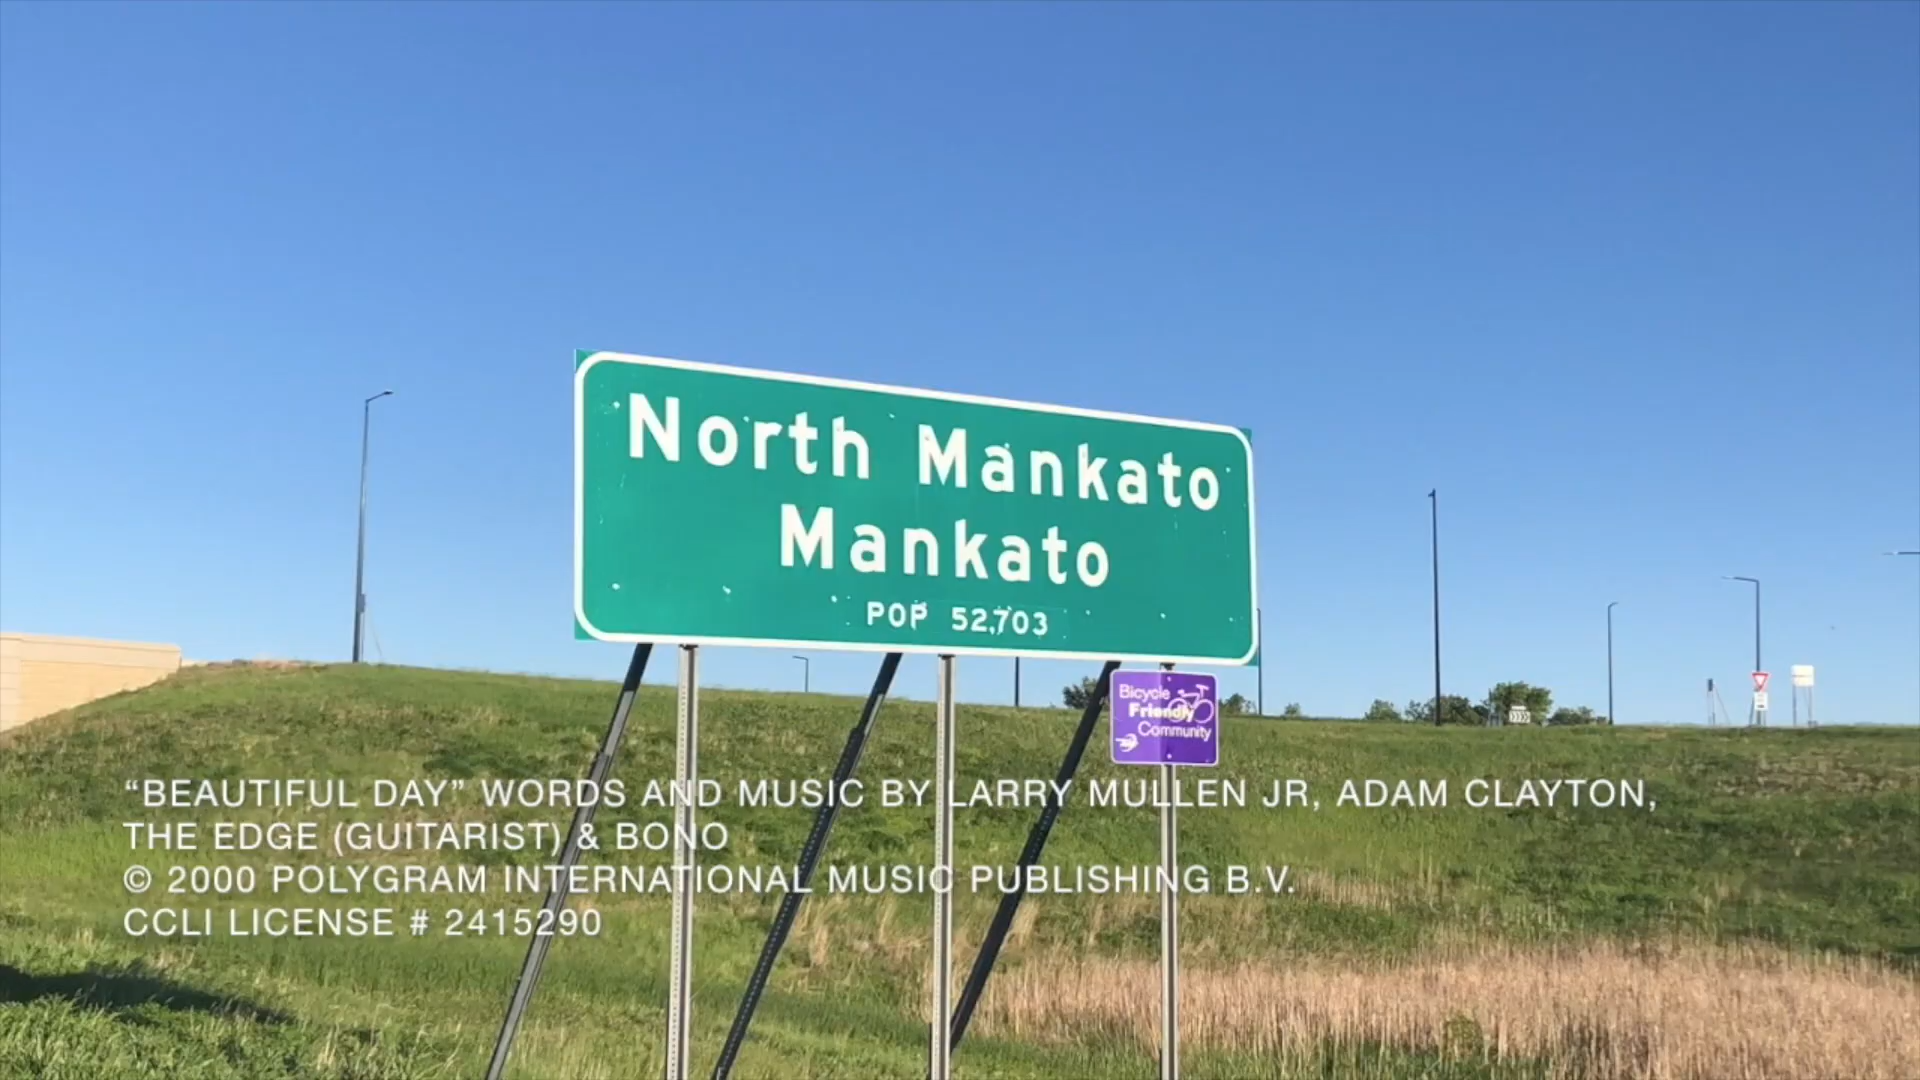 North Mankato
Mankato
POP 52,703
Bicycle
Friendly
Community
“BEAUTIFUL DAY” WORDS AND MUSIC BY LARRY MULLEN JR, ADAM CLAYTON,
THE EDGE (GUITARIST) & BONO
© 2000 POLYGRAM INTERNATIONAL MUSIC PUBLISHING B.V.
CCLI LICENSE # 2415290